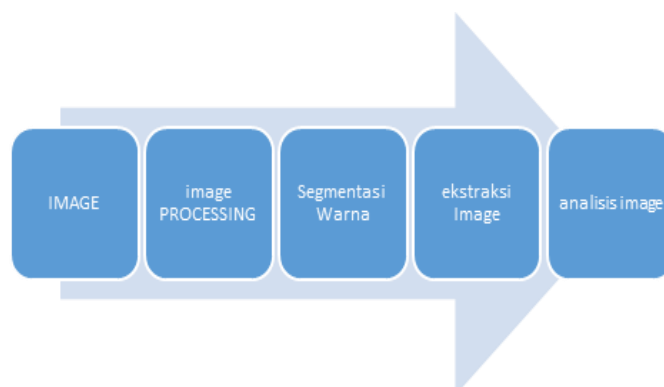 IMAGE
image
PROCESSING
Segmentasi
Warna
ekstraksi
Image
analisis image